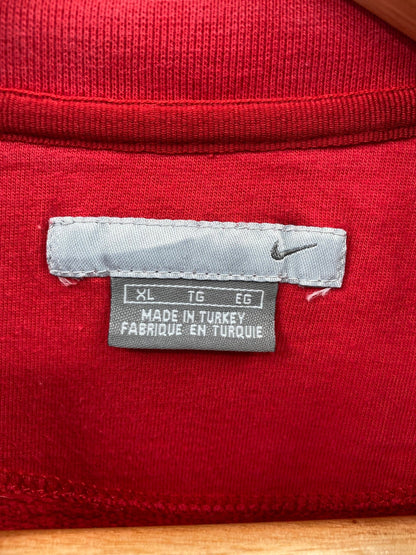 XL TG EG
MADE IN TURKEY
FABRIQUE EN TURQUIE